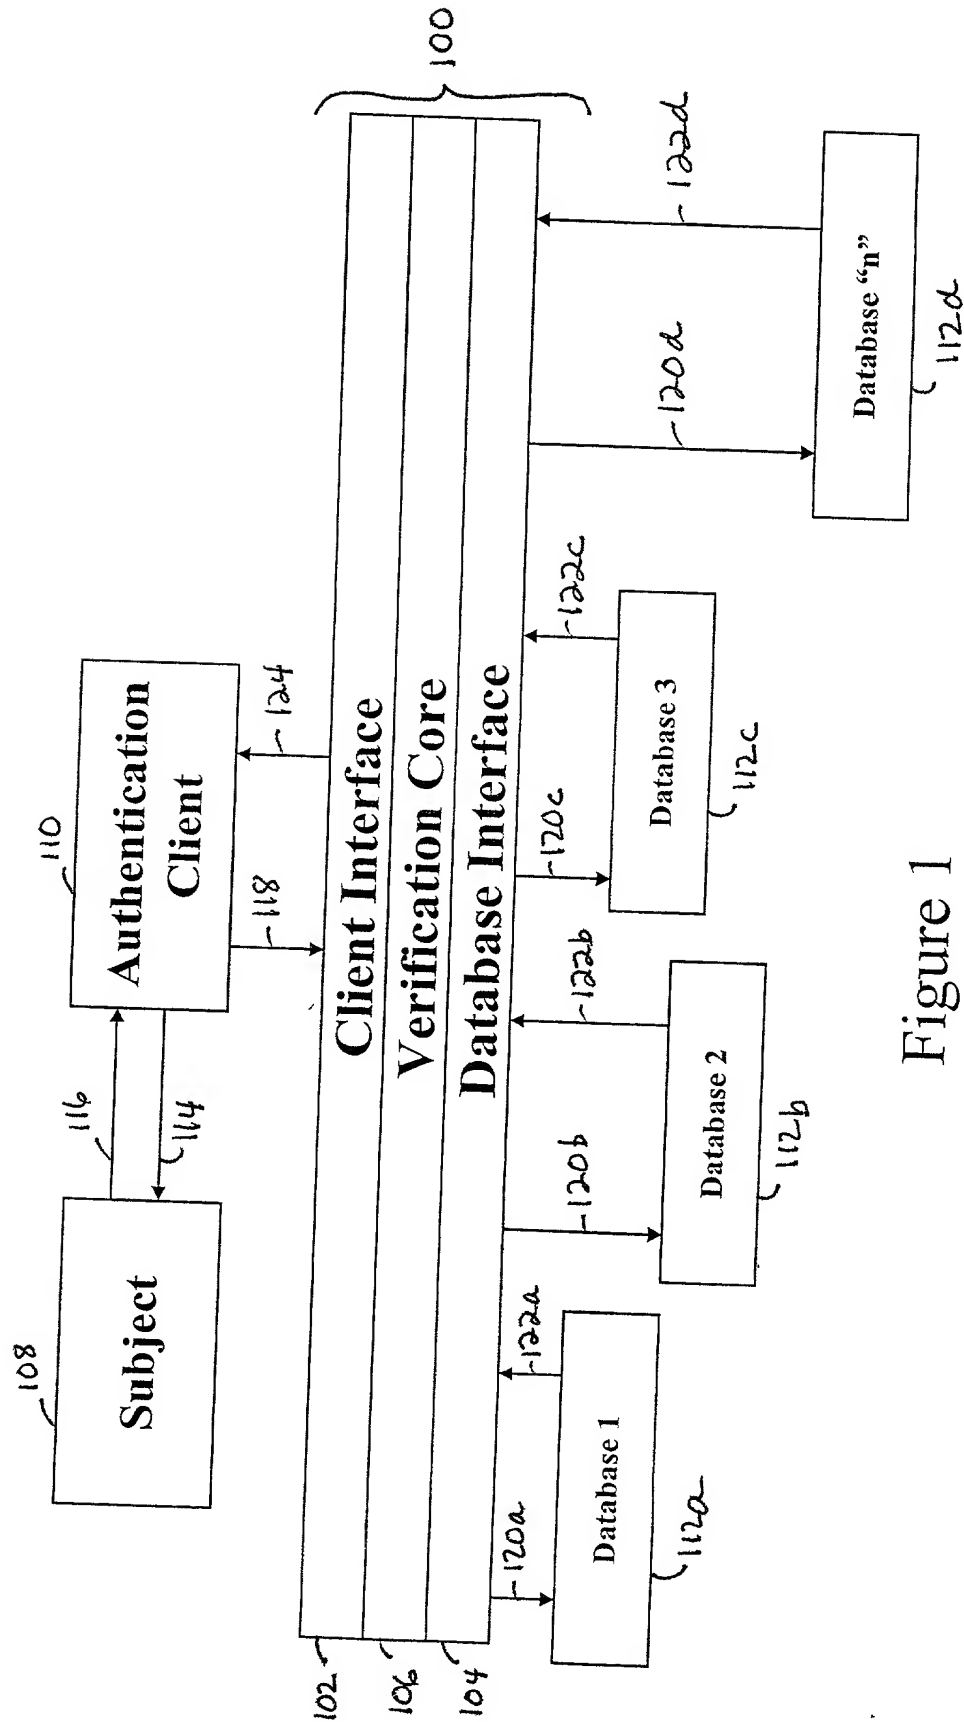 108
Subject
116
114
110
Authentication
Client
118
124
100
102
Client Interface
106
Verification Core
104
Database Interface
120a
122a
120b
122b
120c
122c
120d
122d
Database 1
112a
Database 2
112b
Database 3
112c
Database “n”
112d
Figure 1